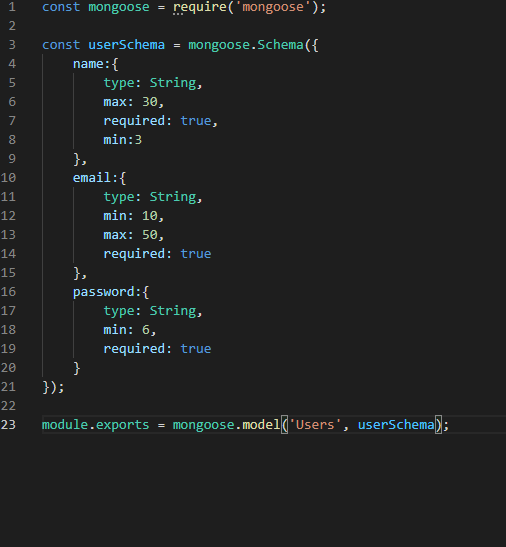 1 const mongoose = require('mongoose');
2
3 const userSchema = mongoose.Schema({
4     name:{
5         type: String,
6         max: 30,
7         required: true,
8         min:3
9     },
10     email:{
11         type: String,
12         min: 10,
13         max: 50,
14         required: true
15     },
16     password:{
17         type: String,
18         min: 6,
19         required: true
20     }
21 });
22
23 module.exports = mongoose.model('Users', userSchema);